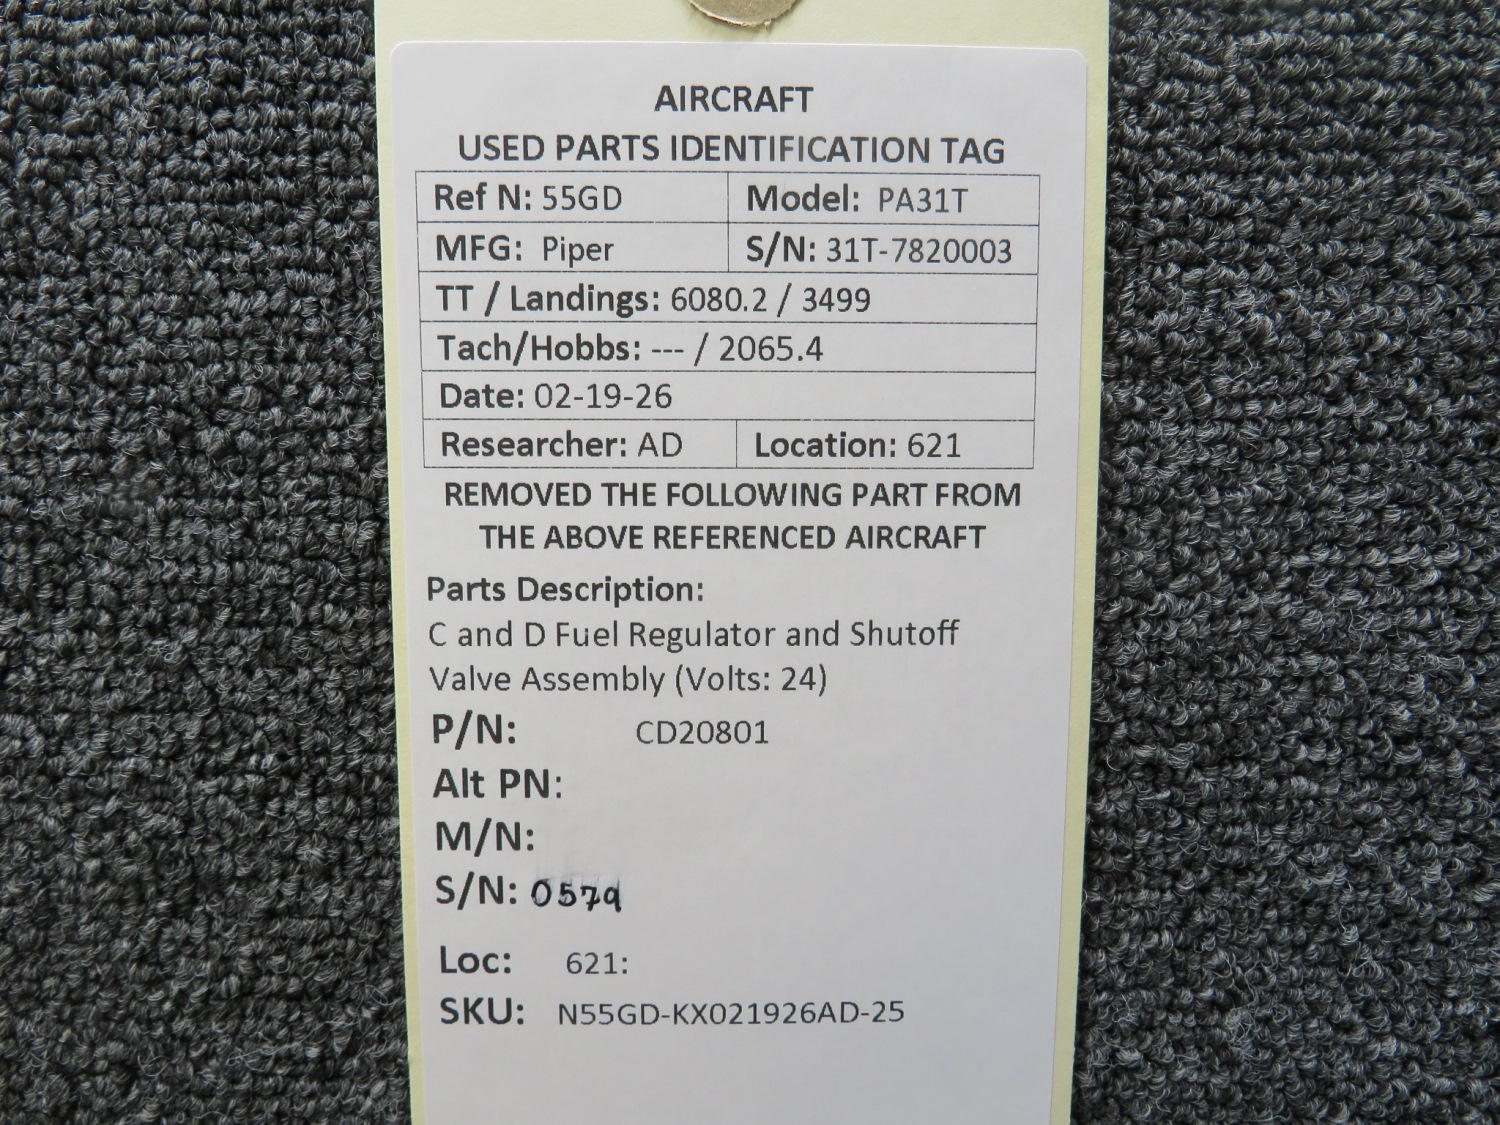 AIRCRAFT
USED PARTS IDENTIFICATION TAG
Ref N: 55GD Model: PA31T
MFG: Piper S/N: 31T-7820003
TT / Landings: 6080.2 / 3499
Tach/Hobbs: --- / 2065.4
Date: 02-19-26
Researcher: AD Location: 621
REMOVED THE FOLLOWING PART FROM
THE ABOVE REFERENCED AIRCRAFT
Parts Description:
C and D Fuel Regulator and Shutoff
Valve Assembly (Volts: 24)
P/N: CD20801
Alt PN:
M/N:
S/N: 0579
Loc: 621:
SKU: N55GD-KX021926AD-25